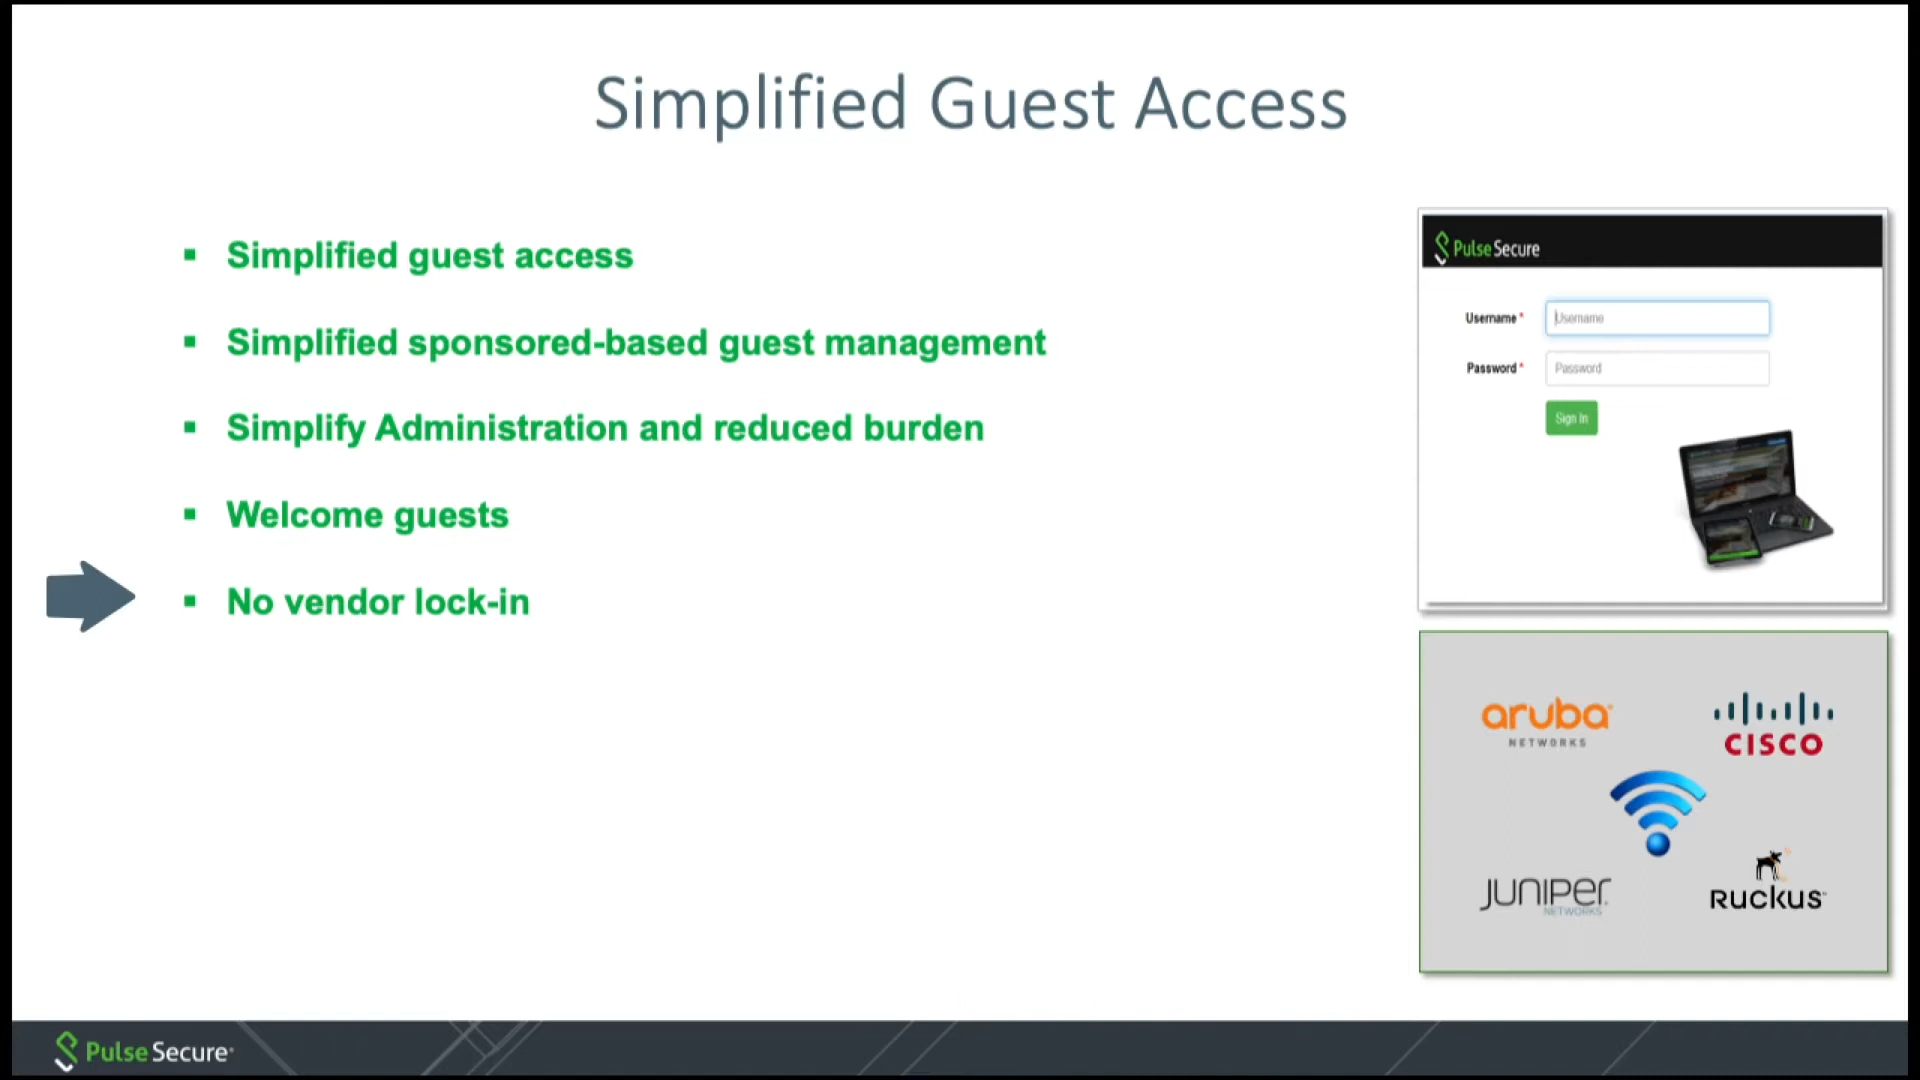 Simplified Guest Access
Simplified guest access
Simplified sponsored-based guest management
Simplify Administration and reduced burden
Welcome guests
No vendor lock-in
Pulse Secure
Username *
Username
Password *
Password
Sign In
aruba
NETWORKS
CISCO
JUNIPER
NETWORKS
RUCKUS
Pulse Secure